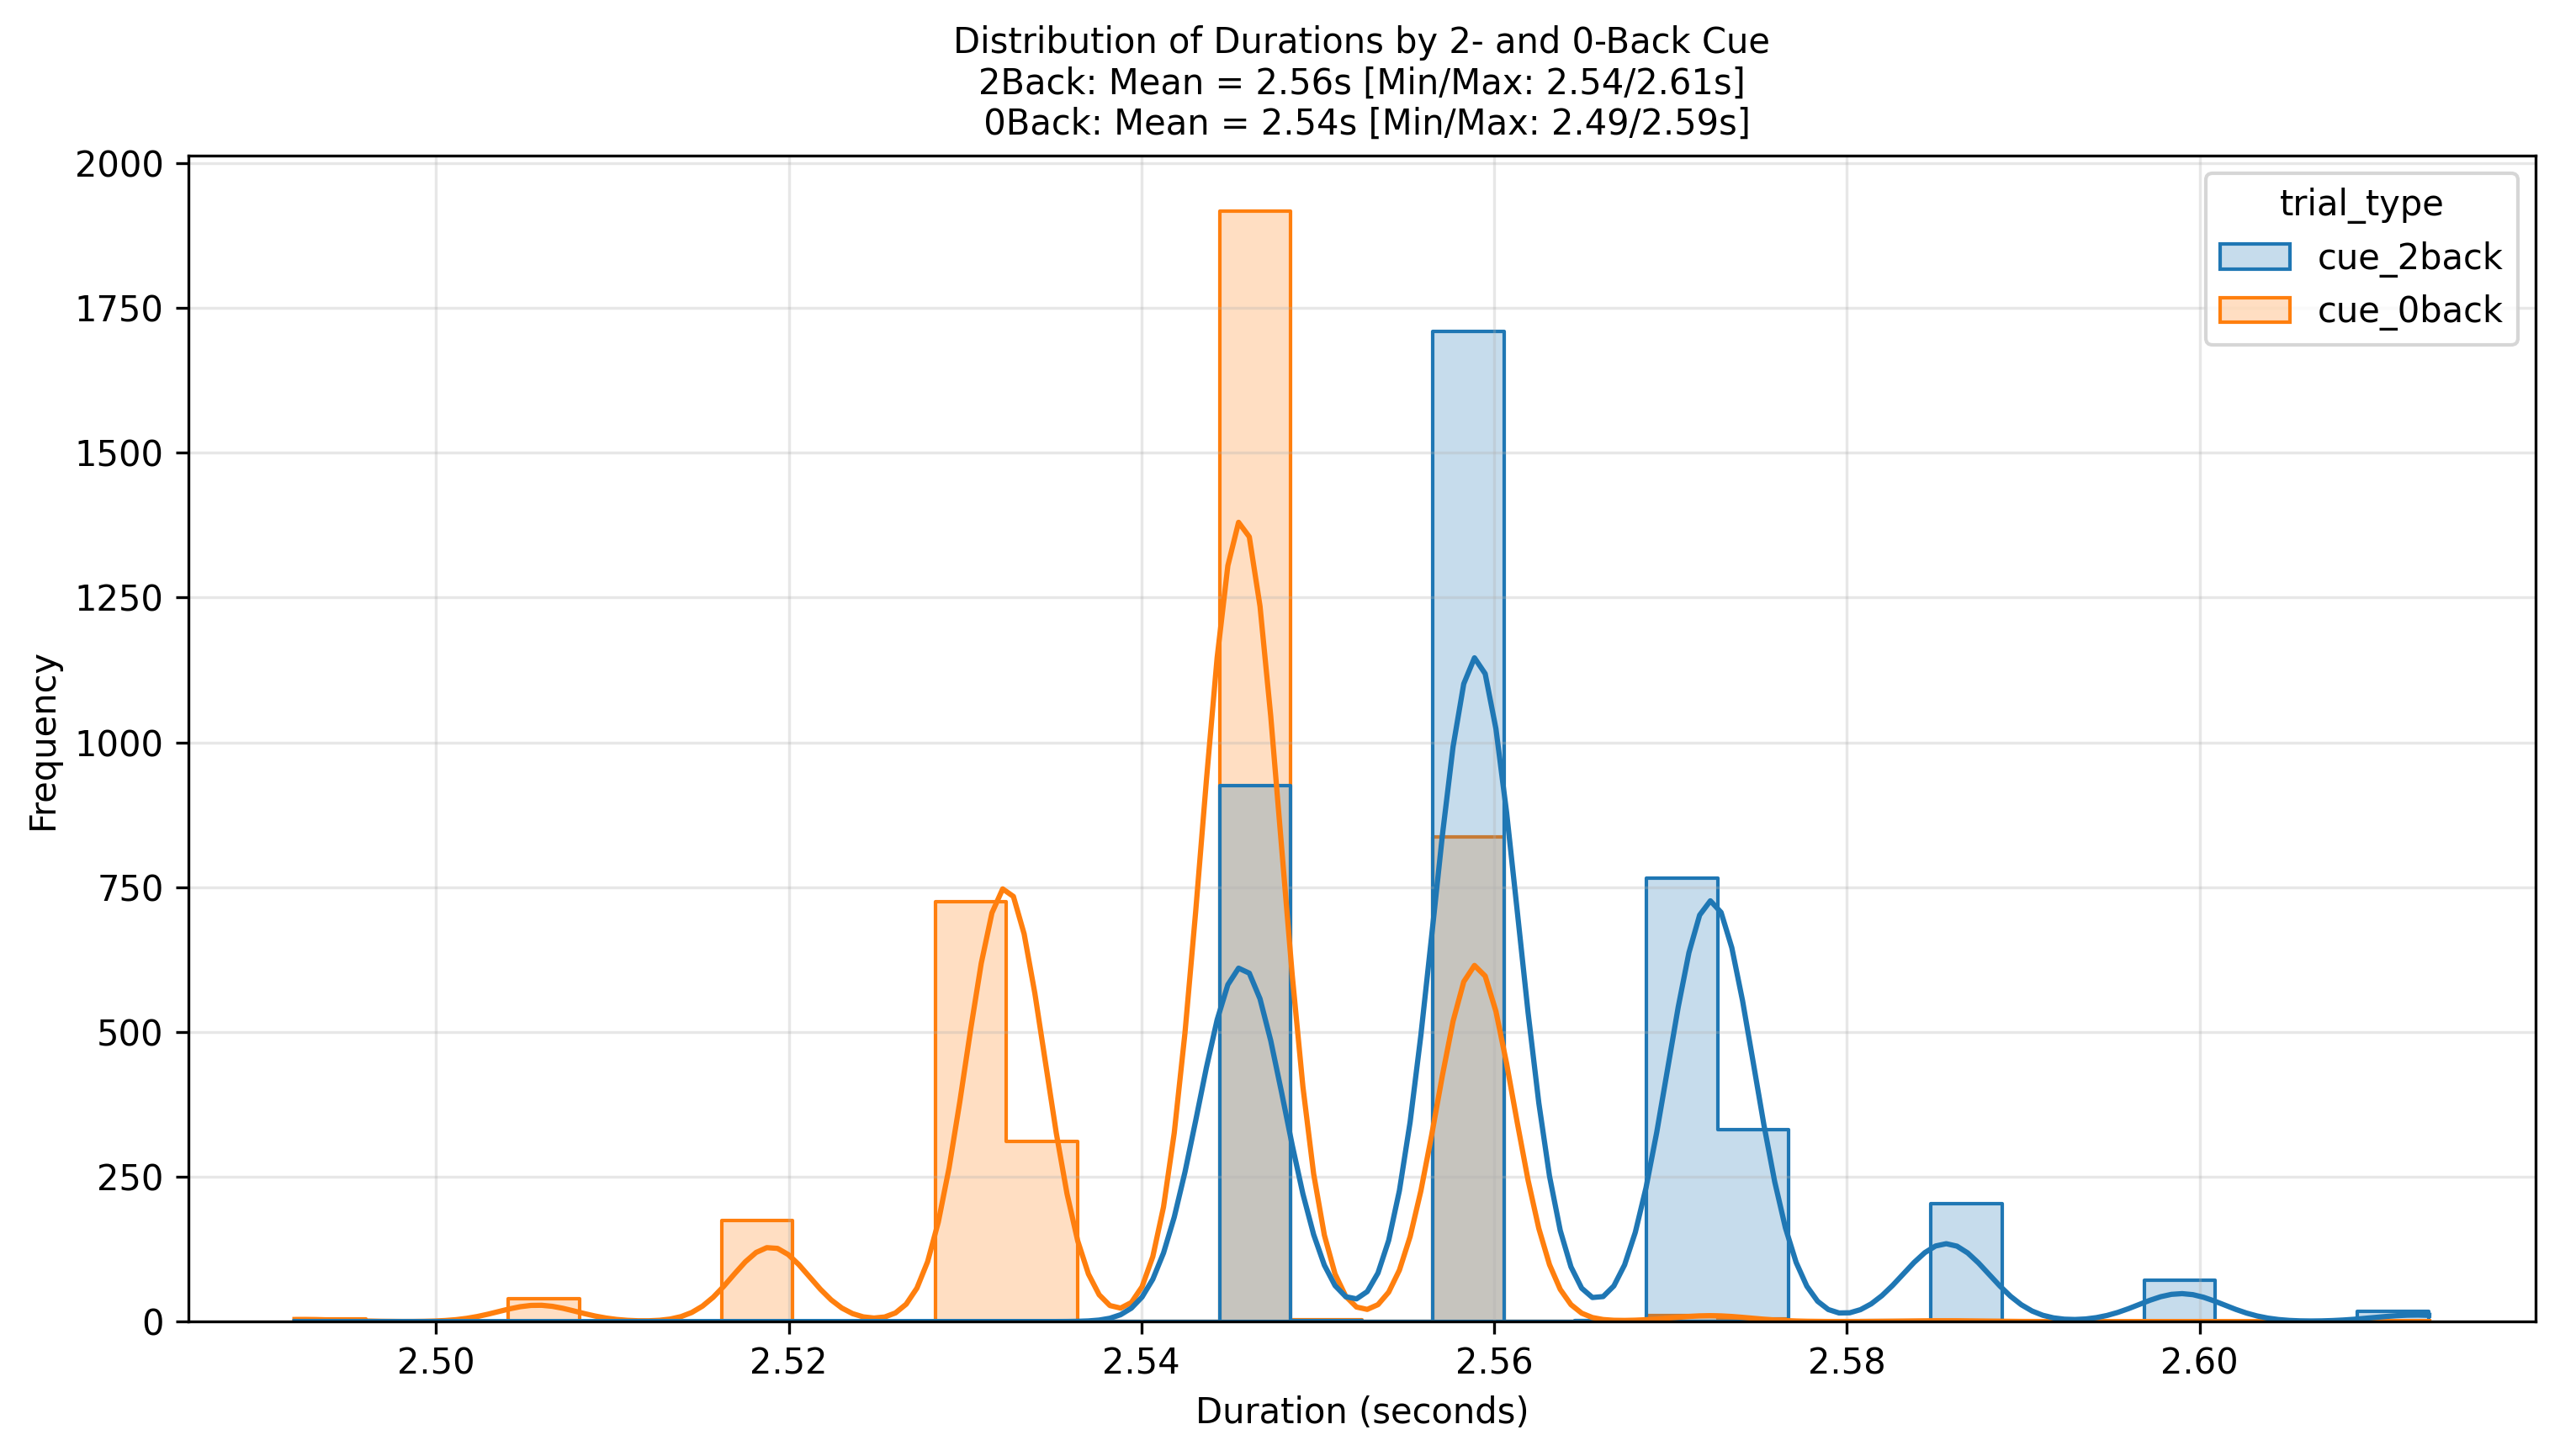 Distribution of Durations by 2- and 0-Back Cue
2Back: Mean = 2.56s [Min/Max: 2.54/2.61s]
0Back: Mean = 2.54s [Min/Max: 2.49/2.59s]
2000
1750
1500
1250
1000
750
500
250
0
Frequency
trial_type
cue_2back
cue_0back
2.50
2.52
2.54
2.56
2.58
2.60
Duration (seconds)